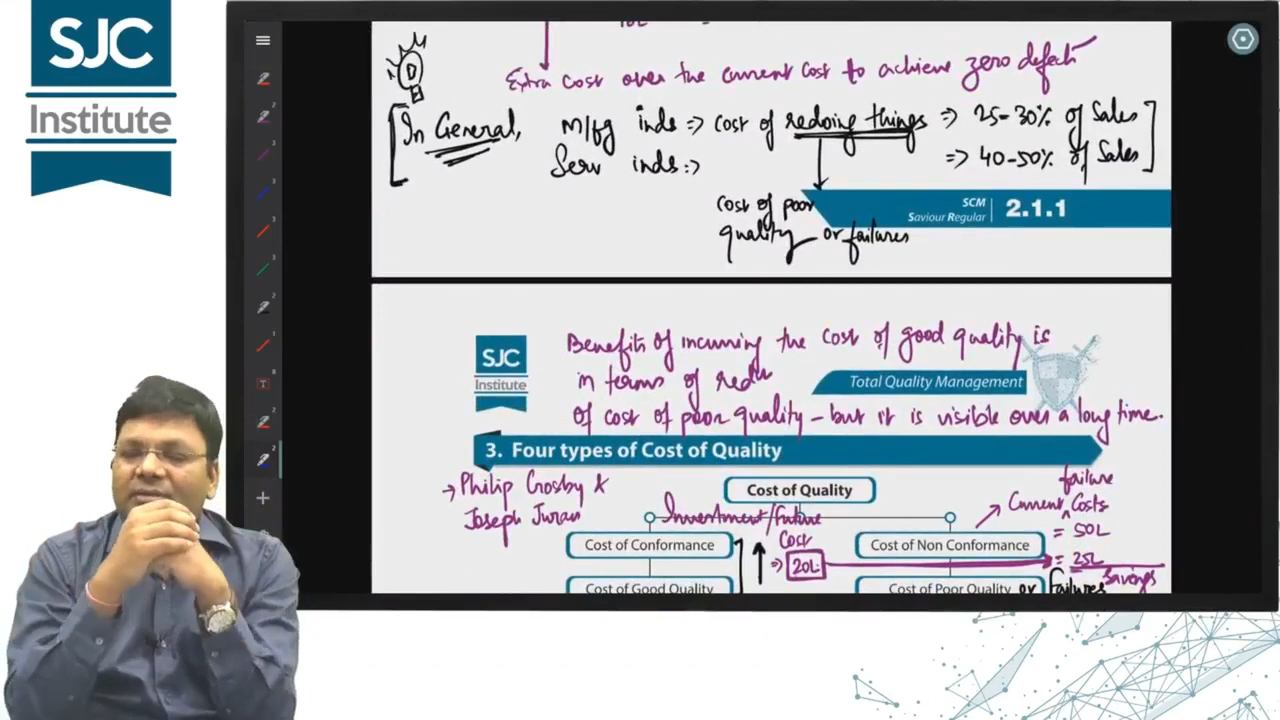 SJC
Institute
Extra cost over the current cost to achieve zero defect
In General,
M/fg inds => cost of redoing things => 25-30% of Sales
Serv inds :-> => 40-50% of Sales
cost of poor
quality or failures
SCM
Saviour Regular
2.1.1
SJC
Institute
Benefits of incurring the cost of good quality is
in terms of redn
of cost of poor quality - but it is visible over a long time.
Total Quality Management
3. Four types of Cost of Quality
→ Philip Crosby &
Joseph Juran
Cost of Quality
Investment/Future
Cost
⇒ 20L
→ Current failure Costs
= 50L
= 25L
Savings
Cost of Conformance
Cost of Non Conformance
Cost of Good Quality
Cost of Poor Quality or Failures